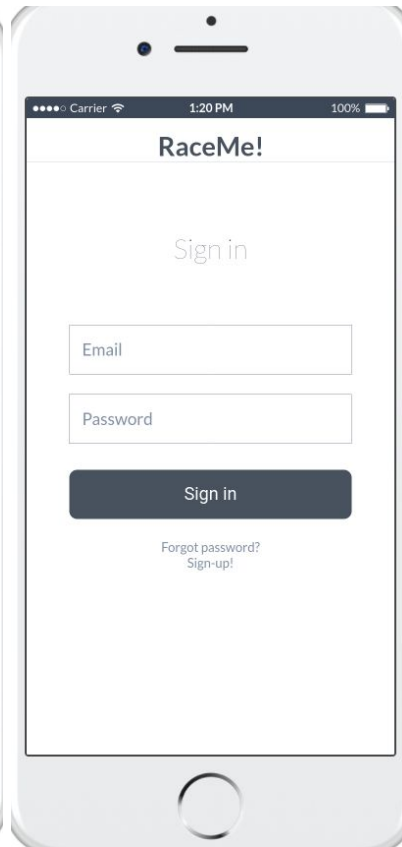 Carrier 1:20 PM 100%
RaceMe!
Sign in
Email
Password
Sign in
Forgot password?
Sign-up!